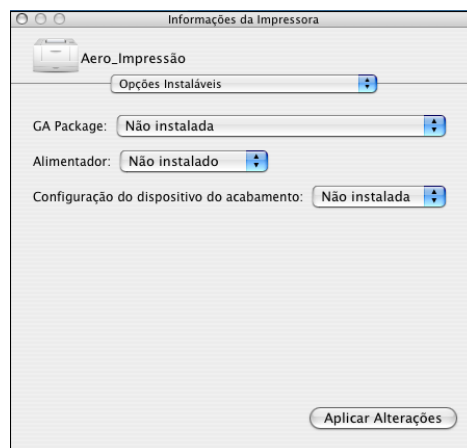 Informações da Impressora
Aero_Impressão
Opções Instaláveis
GA Package: Não instalada
Alimentador: Não instalado
Configuração do dispositivo do acabamento: Não instalada
Aplicar Alterações